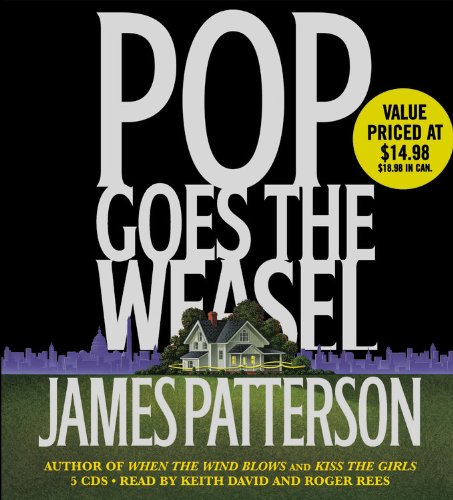 POP
GOES THE
WEASEL
VALUE
PRICED AT
$14.98
$18.98 IN CAN.
JAMES PATTERSON
AUTHOR OF WHEN THE WIND BLOWS AND KISS THE GIRLS
5 CDS • READ BY KEITH DAVID AND ROGER REES